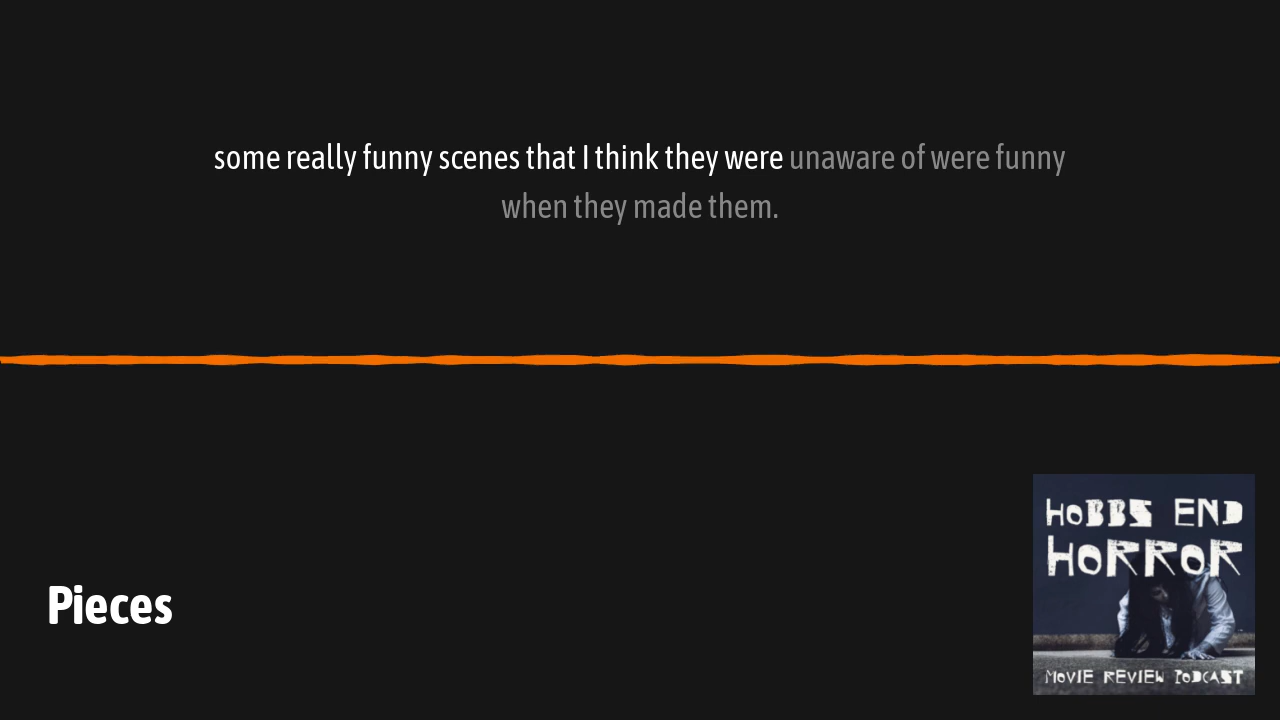 some really funny scenes that I think they were unaware of were funny
when they made them.
HOBBS END
HORROR
Pieces
MOVIE REVIEW PODCAST